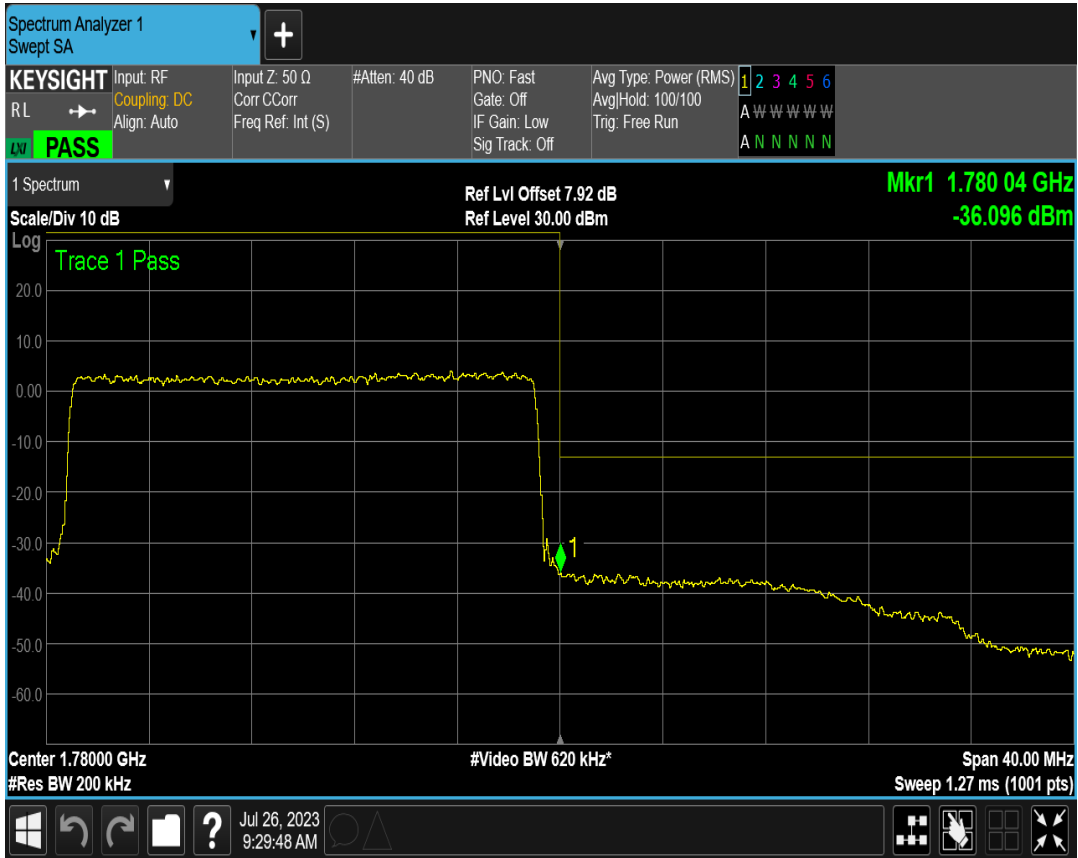 Spectrum Analyzer 1
Swept SA
+
KEYSIGHT Input: RF Input Z: 50 Ω #Atten: 40 dB PNO: Fast Avg Type: Power (RMS) 1 2 3 4 5 6
RL Coupling: DC Corr CCorr Gate: Off Avg|Hold: 100/100 A W W W W W
Align: Auto Freq Ref: Int (S) IF Gain: Low Trig: Free Run
LXI PASS Sig Track: Off A N N N N N
1 Spectrum Ref Lvl Offset 7.92 dB Mkr1 1.780 04 GHz
Scale/Div 10 dB Ref Level 30.00 dBm -36.096 dBm
Log
Trace 1 Pass
20.0
10.0
0.00
-10.0
-20.0
-30.0
1
-40.0
-50.0
-60.0
Center 1.78000 GHz #Video BW 620 kHz* Span 40.00 MHz
#Res BW 200 kHz Sweep 1.27 ms (1001 pts)
? Jul 26, 2023
9:29:48 AM